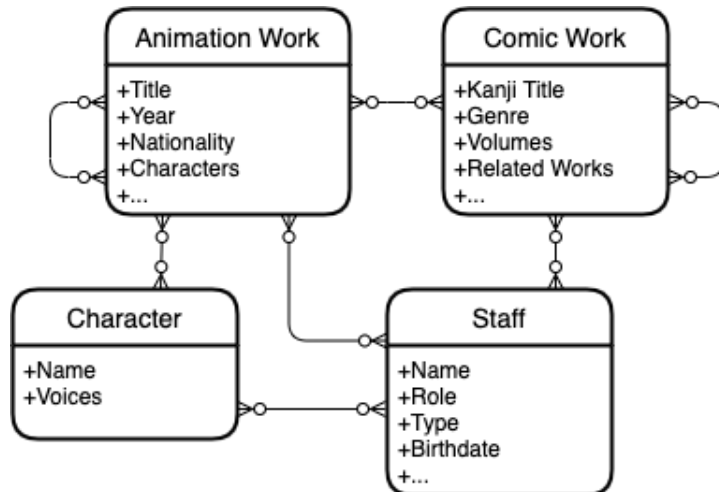 Animation Work
+Title
+Year
+Nationality
+Characters
+...
Comic Work
+Kanji Title
+Genre
+Volumes
+Related Works
+...
Character
+Name
+Voices
Staff
+Name
+Role
+Type
+Birthdate
+...